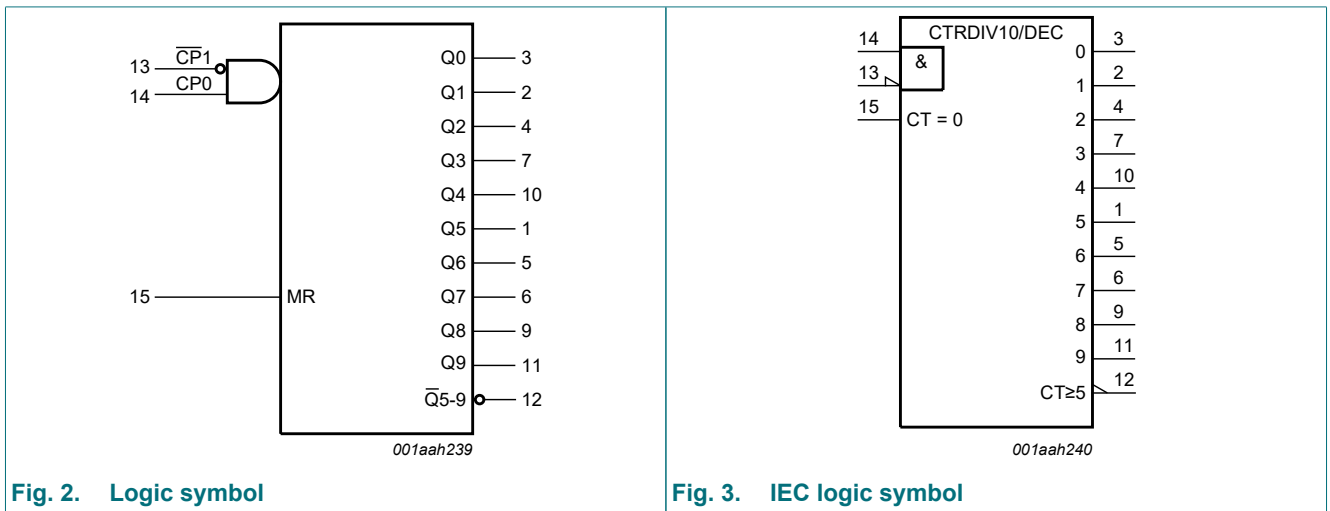 13 C̅P̅1 Q0 3
14 CP0 Q1 2
Q2 4
Q3 7
Q4 10
Q5 1
Q6 5
15 MR Q7 6
Q8 9
Q9 11
Q̅5-9 12
001aah239
Fig. 2. Logic symbol
CTRDIV10/DEC
14 & 0 3
13 1 2
15 CT = 0 2 4
3 7
4 10
5 1
6 5
7 6
8 9
9 11
CT≥5 12
001aah240
Fig. 3. IEC logic symbol